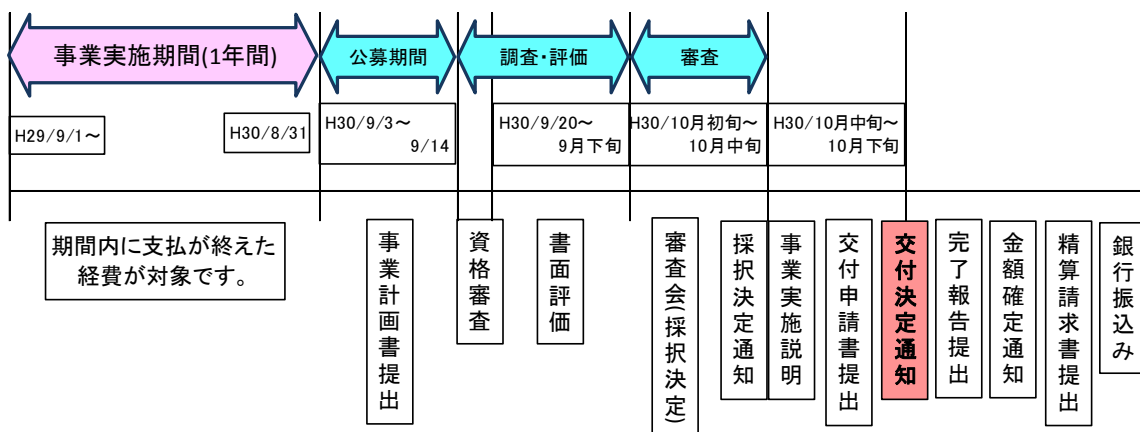 事業実施期間(1年間)
公募期間
調査・評価
審査
H29/9/1～
H30/8/31
H30/9/3～
9/14
H30/9/20～
9月下旬
H30/10月初旬～
10月中旬
H30/10月中旬～
10月下旬
期間内に支払が終えた
経費が対象です。
事業計画書提出
資格審査
書面評価
審査会(採択決定)
採択決定通知
事業実施説明
交付申請書提出
交付決定通知
完了報告提出
金額確定通知
精算請求書提出
銀行振込み